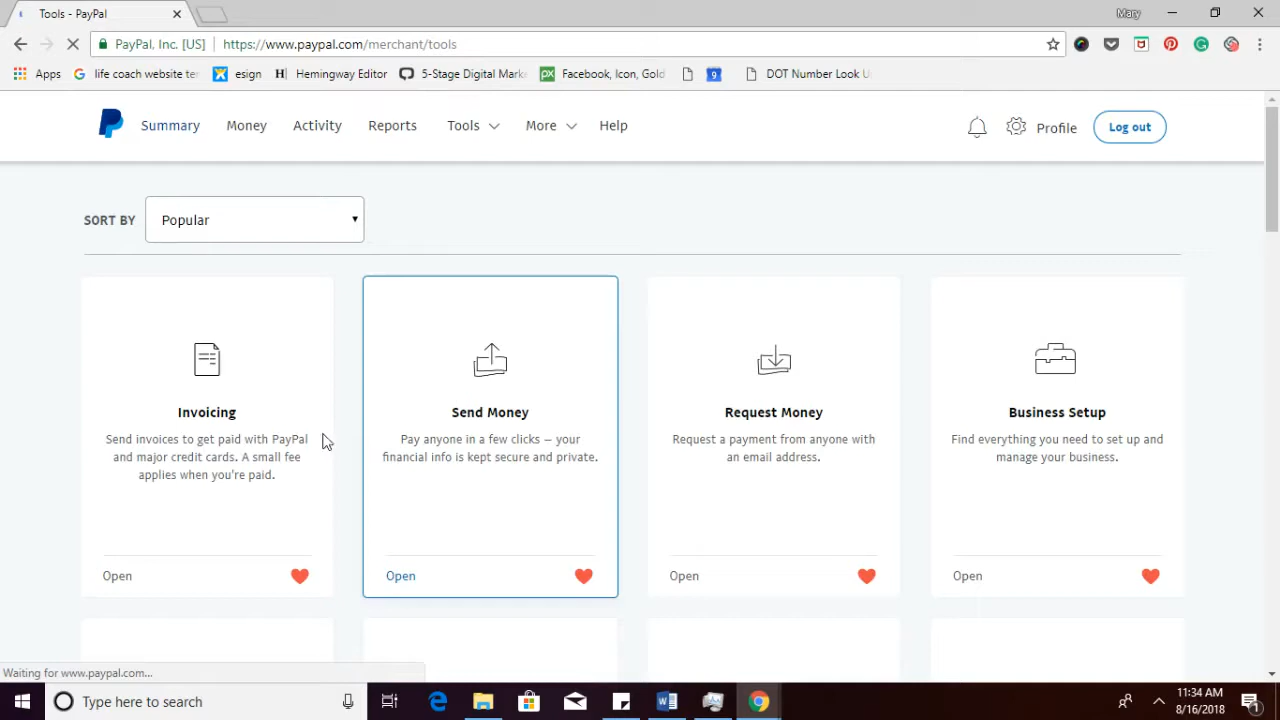 Tools - PayPal
Mary
PayPal, Inc. [US]
https://www.paypal.com/merchant/tools
Apps
life coach website ter
esign
Hemingway Editor
5-Stage Digital Marke
Facebook, Icon, Gold
9
DOT Number Look U
Summary
Money
Activity
Reports
Tools
More
Help
Profile
Log out
SORT BY
Popular
Invoicing
Send invoices to get paid with PayPal
and major credit cards. A small fee
applies when you're paid.
Open
Send Money
Pay anyone in a few clicks – your
financial info is kept secure and private.
Open
Request Money
Request a payment from anyone with
an email address.
Open
Business Setup
Find everything you need to set up and
manage your business.
Open
Waiting for www.paypal.com...
Type here to search
11:34 AM
8/16/2018
1